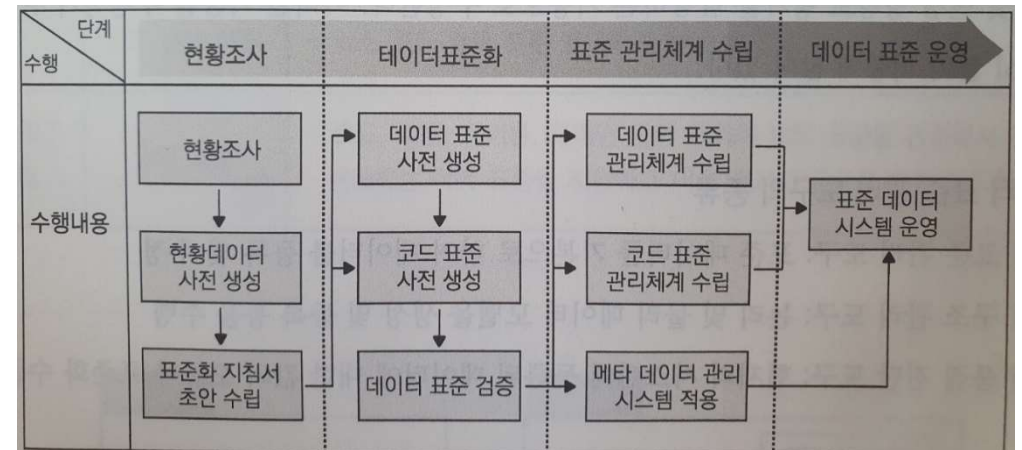 단계
수행
현황조사
데이터표준화
표준 관리체계 수립
데이터 표준 운영
수행내용
현황조사
현황데이터
사전 생성
표준화 지침서
초안 수립
데이터 표준
사전 생성
코드 표준
사전 생성
데이터 표준 검증
데이터 표준
관리체계 수립
코드 표준
관리체계 수립
메타 데이터 관리
시스템 적용
표준 데이터
시스템 운영